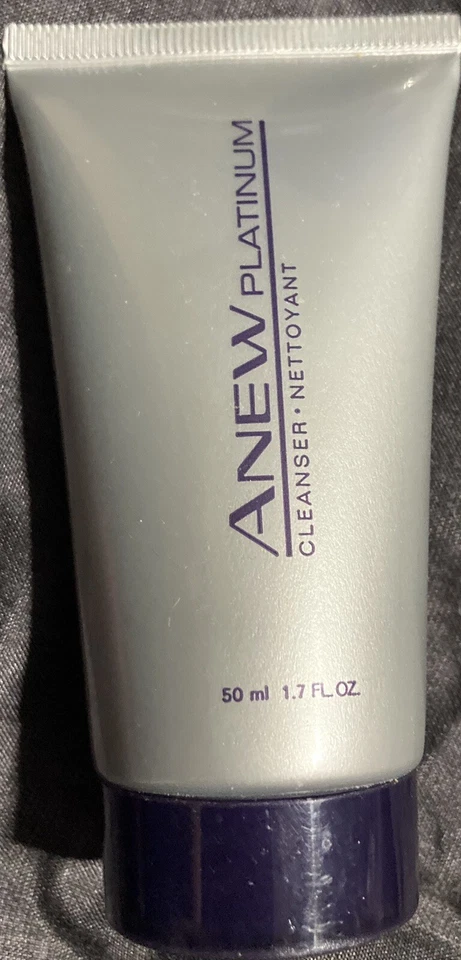 ANEW PLATINUM
CLEANSER • NETTOYANT
50 ml 1.7 FL. OZ.